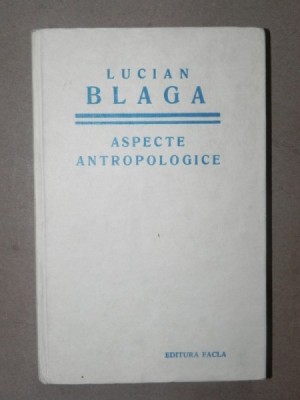 LUCIAN
BLAGA
ASPECTE
ANTROPOLOGICE
EDITURA FACLA